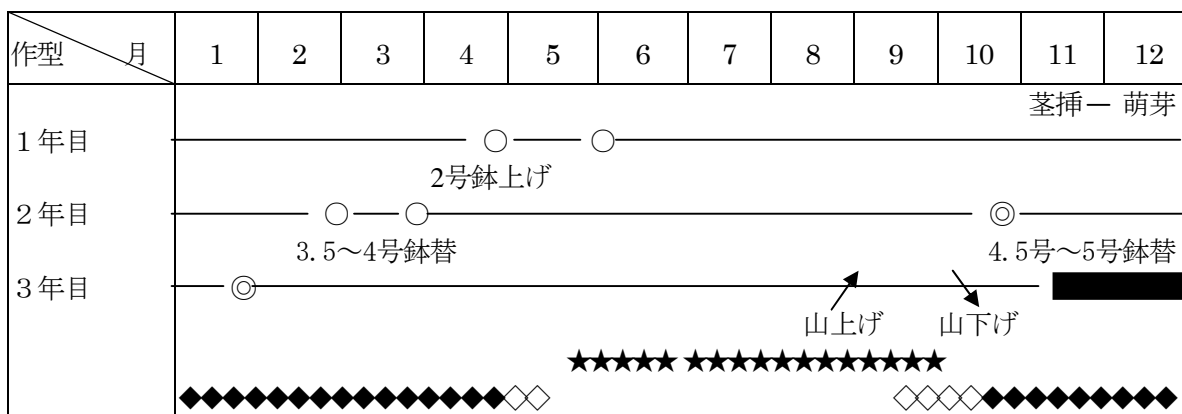 作型 月 1 2 3 4 5 6 7 8 9 10 11 12
茎挿― 萌芽
1年目
2号鉢上げ
2年目
3.5～4号鉢替 4.5号～5号鉢替
3年目
山上げ 山下げ